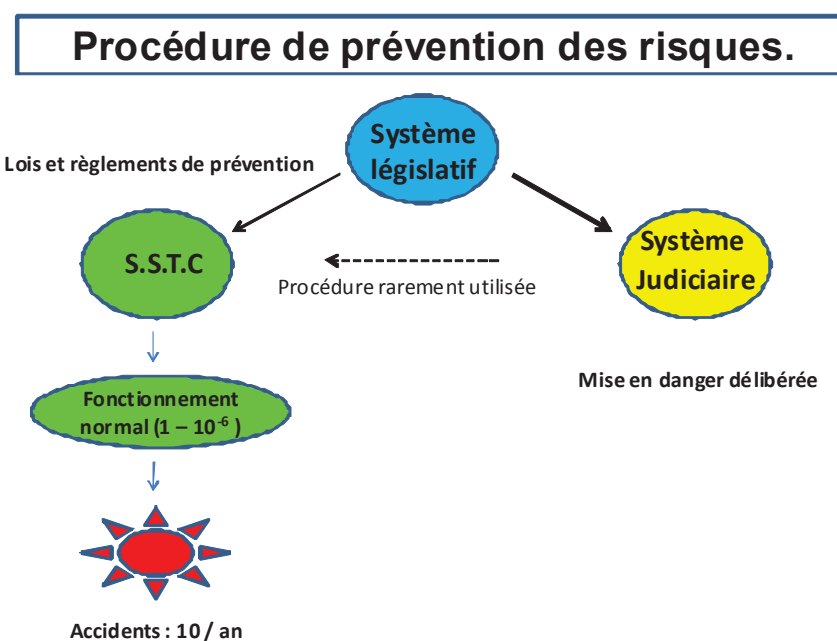 Procédure de prévention des risques.
Système
législatif
Lois et règlements de prévention
S.S.T.C
Système
Judiciaire
Procédure rarement utilisée
Mise en danger délibérée
Fonctionnement
normal (1 – 10⁻⁶ )
Accidents : 10 / an